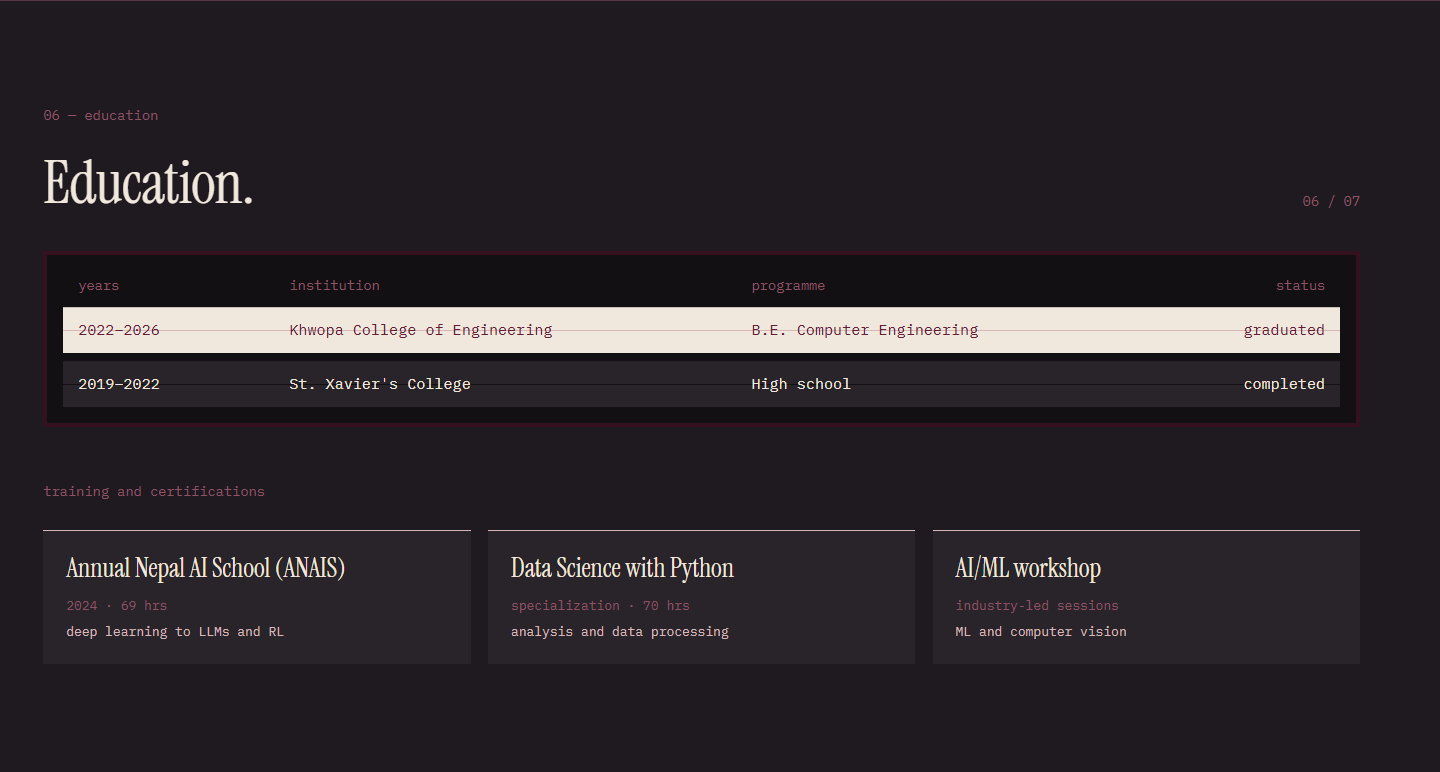 06 — education
Education.
06 / 07
years institution programme status
2022–2026 Khwopa College of Engineering B.E. Computer Engineering graduated
2019–2022 St. Xavier's College High school completed
training and certifications
Annual Nepal AI School (ANAIS)
2024 · 69 hrs
deep learning to LLMs and RL
Data Science with Python
specialization · 70 hrs
analysis and data processing
AI/ML workshop
industry-led sessions
ML and computer vision